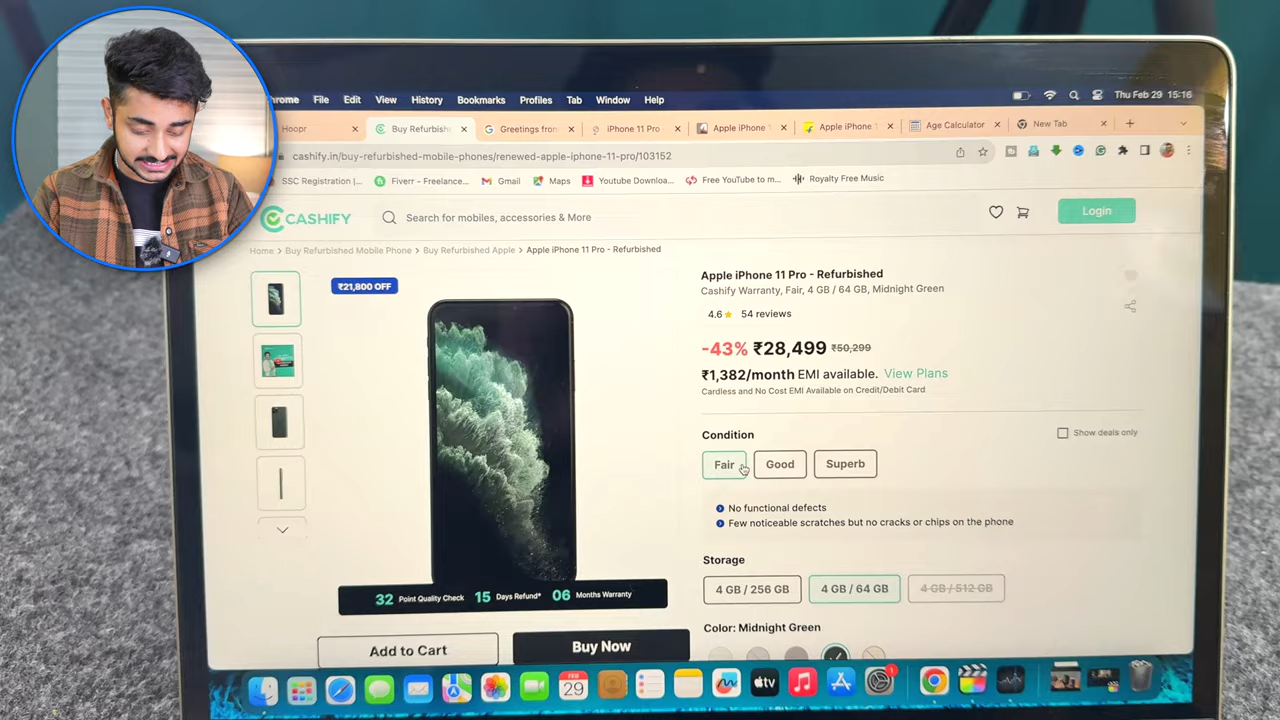 Chrome File Edit View History Bookmarks Profiles Tab Window Help Thu Feb 29 15:16
Hoopr Buy Refurbish Greetings from iPhone 11 Pro Apple iPhone 1 Apple iPhone 1 Age Calculator New Tab
cashify.in/buy-refurbished-mobile-phones/renewed-apple-iphone-11-pro/103152
SSC Registration |... Fiverr - Freelance... Gmail Maps Youtube Downloa... Free YouTube to m... Royalty Free Music
CASHIFY Search for mobiles, accessories & More Login
Home > Buy Refurbished Mobile Phone > Buy Refurbished Apple > Apple iPhone 11 Pro - Refurbished
₹21,800 OFF
Apple iPhone 11 Pro - Refurbished
Cashify Warranty, Fair, 4 GB / 64 GB, Midnight Green
4.6 ★ 54 reviews
-43% ₹28,499 ₹50,299
₹1,382/month EMI available. View Plans
Cardless and No Cost EMI Available on Credit/Debit Card
Condition Show deals only
Fair Good Superb
No functional defects
Few noticeable scratches but no cracks or chips on the phone
Storage
4 GB / 256 GB 4 GB / 64 GB 4 GB / 512 GB
Color: Midnight Green
32 Point Quality Check 15 Days Refund* 06 Months Warranty
Add to Cart Buy Now
FEB
29
tv
1